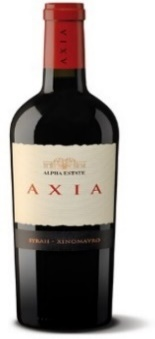 AXIA
ALPHA ESTATE
AXIA
SYRAH - XINOMAVRO